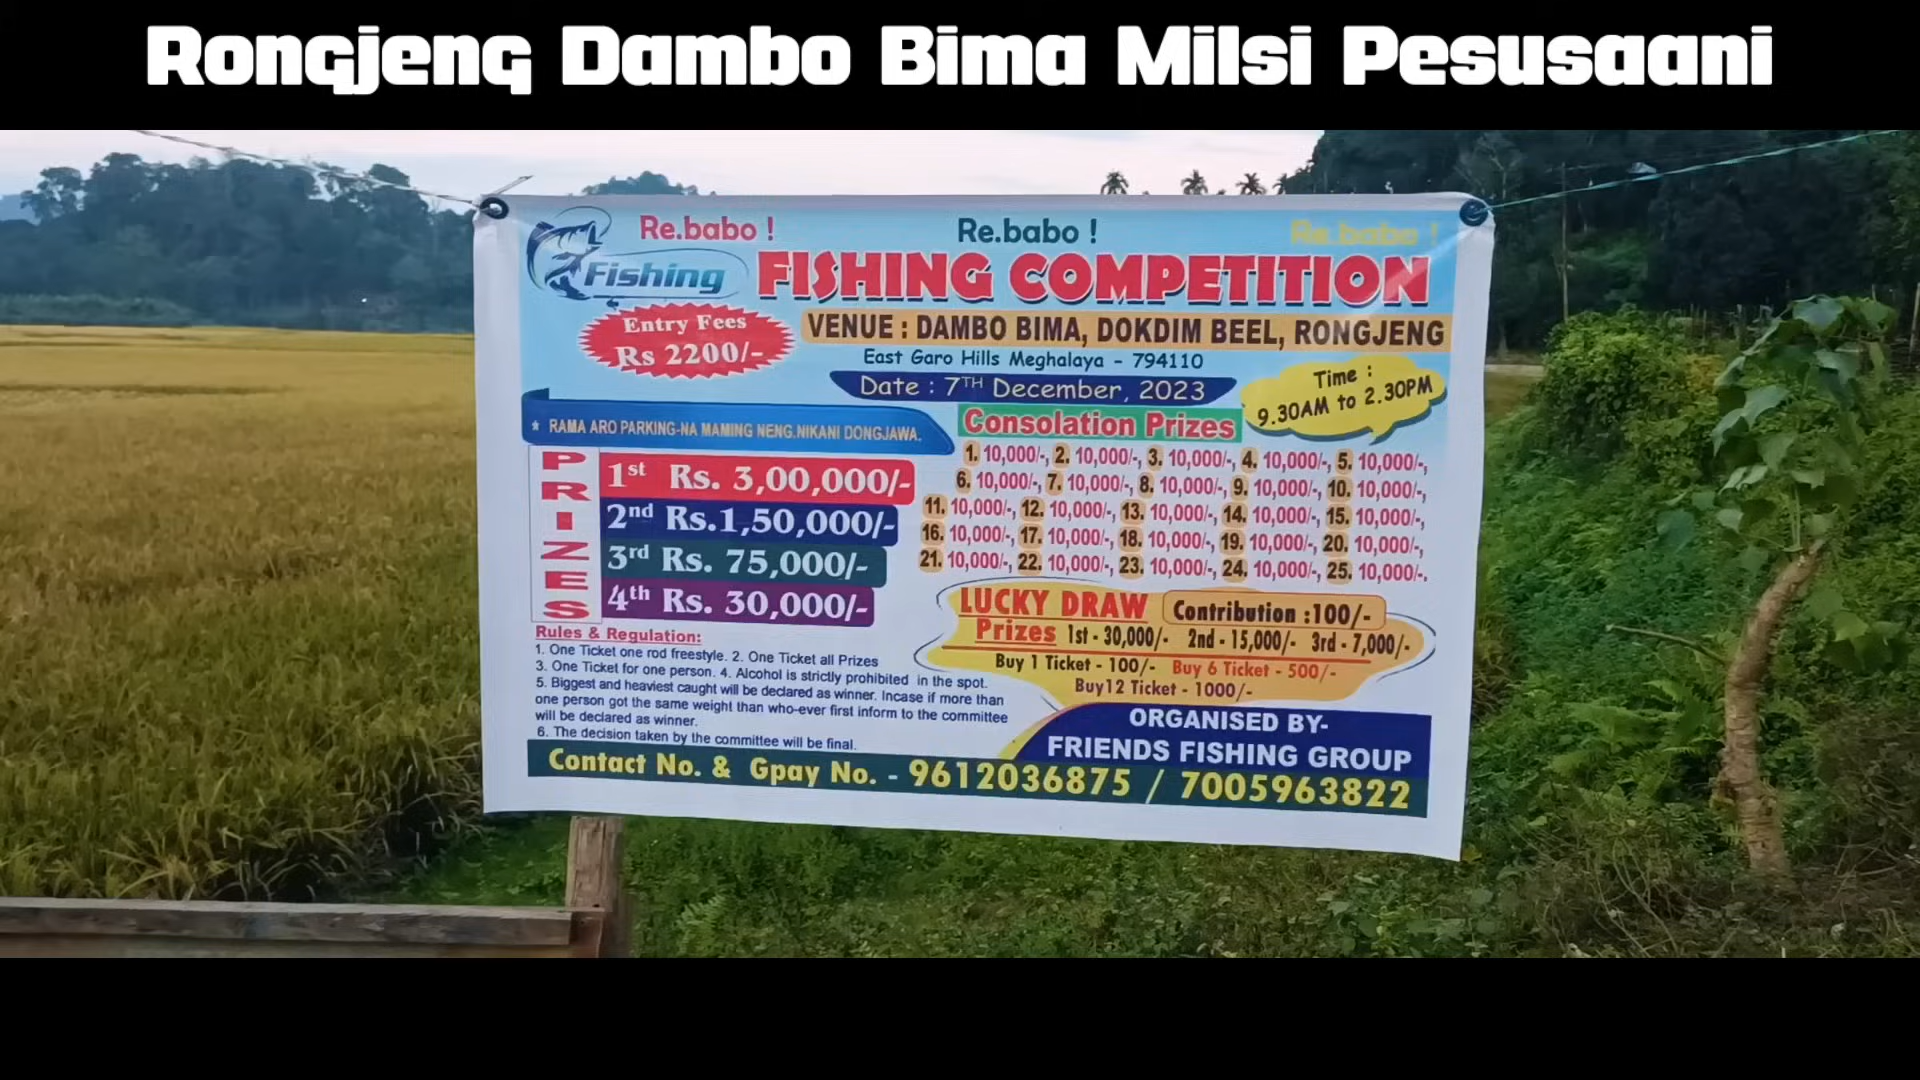 Rongjeng Dambo Bima Milsi Pesusaani
Re.babo ! Re.babo ! Re.babo !
Fishing
FISHING COMPETITION
Entry Fees
Rs 2200/-
VENUE : DAMBO BIMA, DOKDIM BEEL, RONGJENG
East Garo Hills Meghalaya - 794110
Date : 7TH December, 2023
Time :
9.30AM to 2.30PM
* RAMA ARO PARKING-NA MAMING NENG.NIKANI DONGJAWA.
PRIZES
1st Rs. 3,00,000/-
2nd Rs.1,50,000/-
3rd Rs. 75,000/-
4th Rs. 30,000/-
Consolation Prizes
1. 10,000/-, 2. 10,000/-, 3. 10,000/-, 4. 10,000/-, 5. 10,000/-,
6. 10,000/-, 7. 10,000/-, 8. 10,000/-, 9. 10,000/-, 10. 10,000/-,
11. 10,000/-, 12. 10,000/-, 13. 10,000/-, 14. 10,000/-, 15. 10,000/-,
16. 10,000/-, 17. 10,000/-, 18. 10,000/-, 19. 10,000/-, 20. 10,000/-,
21. 10,000/-, 22. 10,000/-, 23. 10,000/-, 24. 10,000/-, 25. 10,000/-.
LUCKY DRAW Contribution :100/-
Prizes 1st - 30,000/- 2nd - 15,000/- 3rd - 7,000/-
Buy 1 Ticket - 100/- Buy 6 Ticket - 500/-
Buy12 Ticket - 1000/-
Rules & Regulation:
1. One Ticket one rod freestyle. 2. One Ticket all Prizes
3. One Ticket for one person. 4. Alcohol is strictly prohibited in the spot.
5. Biggest and heaviest caught will be declared as winner. Incase if more than
one person got the same weight than who-ever first inform to the committee
will be declared as winner.
6. The decision taken by the committee will be final.
ORGANISED BY-
FRIENDS FISHING GROUP
Contact No. & Gpay No. - 9612036875 / 7005963822